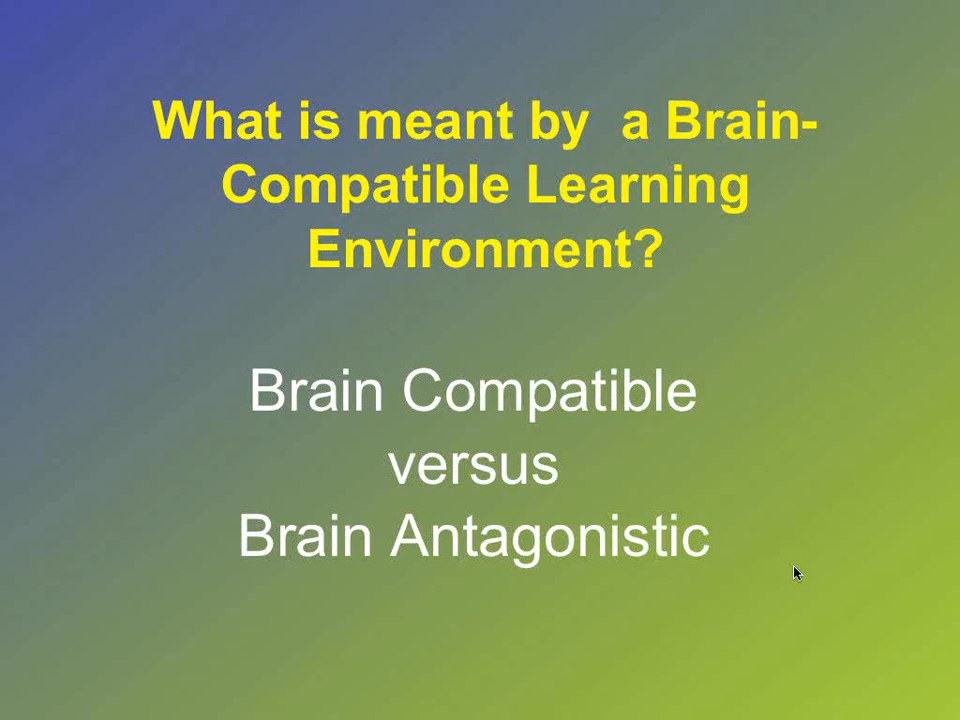 What is meant by  a Brain-
Compatible Learning
Environment?
Brain Compatible
versus
Brain Antagonistic